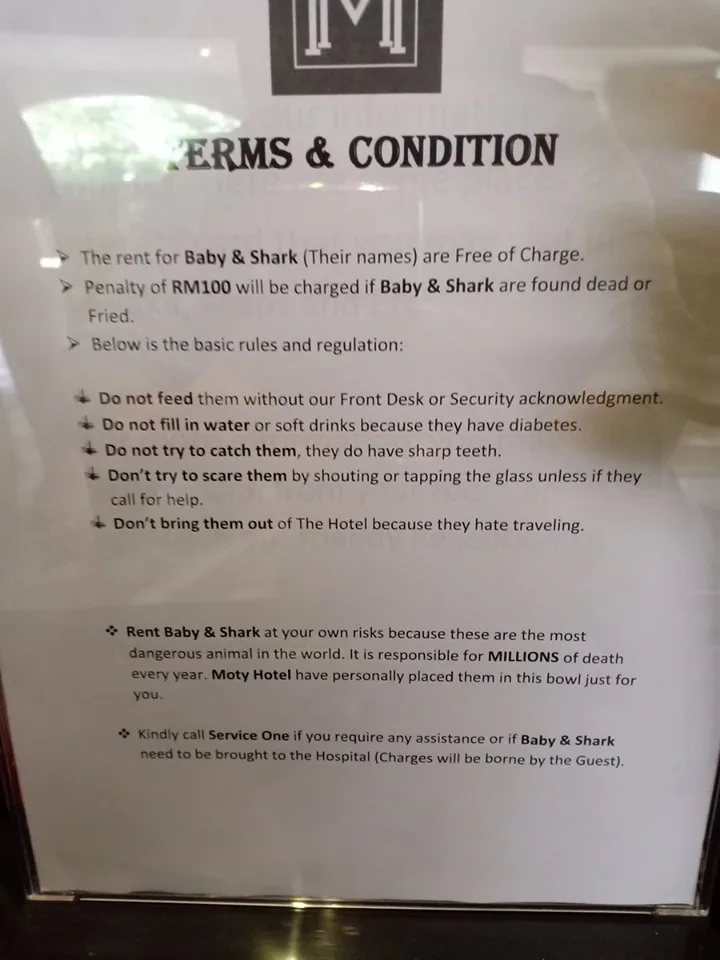 M
TERMS & CONDITION
The rent for Baby & Shark (Their names) are Free of Charge.
Penalty of RM100 will be charged if Baby & Shark are found dead or
Fried.
Below is the basic rules and regulation:
Do not feed them without our Front Desk or Security acknowledgment.
Do not fill in water or soft drinks because they have diabetes.
Do not try to catch them, they do have sharp teeth.
Don't try to scare them by shouting or tapping the glass unless if they
call for help.
Don't bring them out of The Hotel because they hate traveling.
Rent Baby & Shark at your own risks because these are the most
dangerous animal in the world. It is responsible for MILLIONS of death
every year. Moty Hotel have personally placed them in this bowl just for
you.
Kindly call Service One if you require any assistance or if Baby & Shark
need to be brought to the Hospital (Charges will be borne by the Guest).